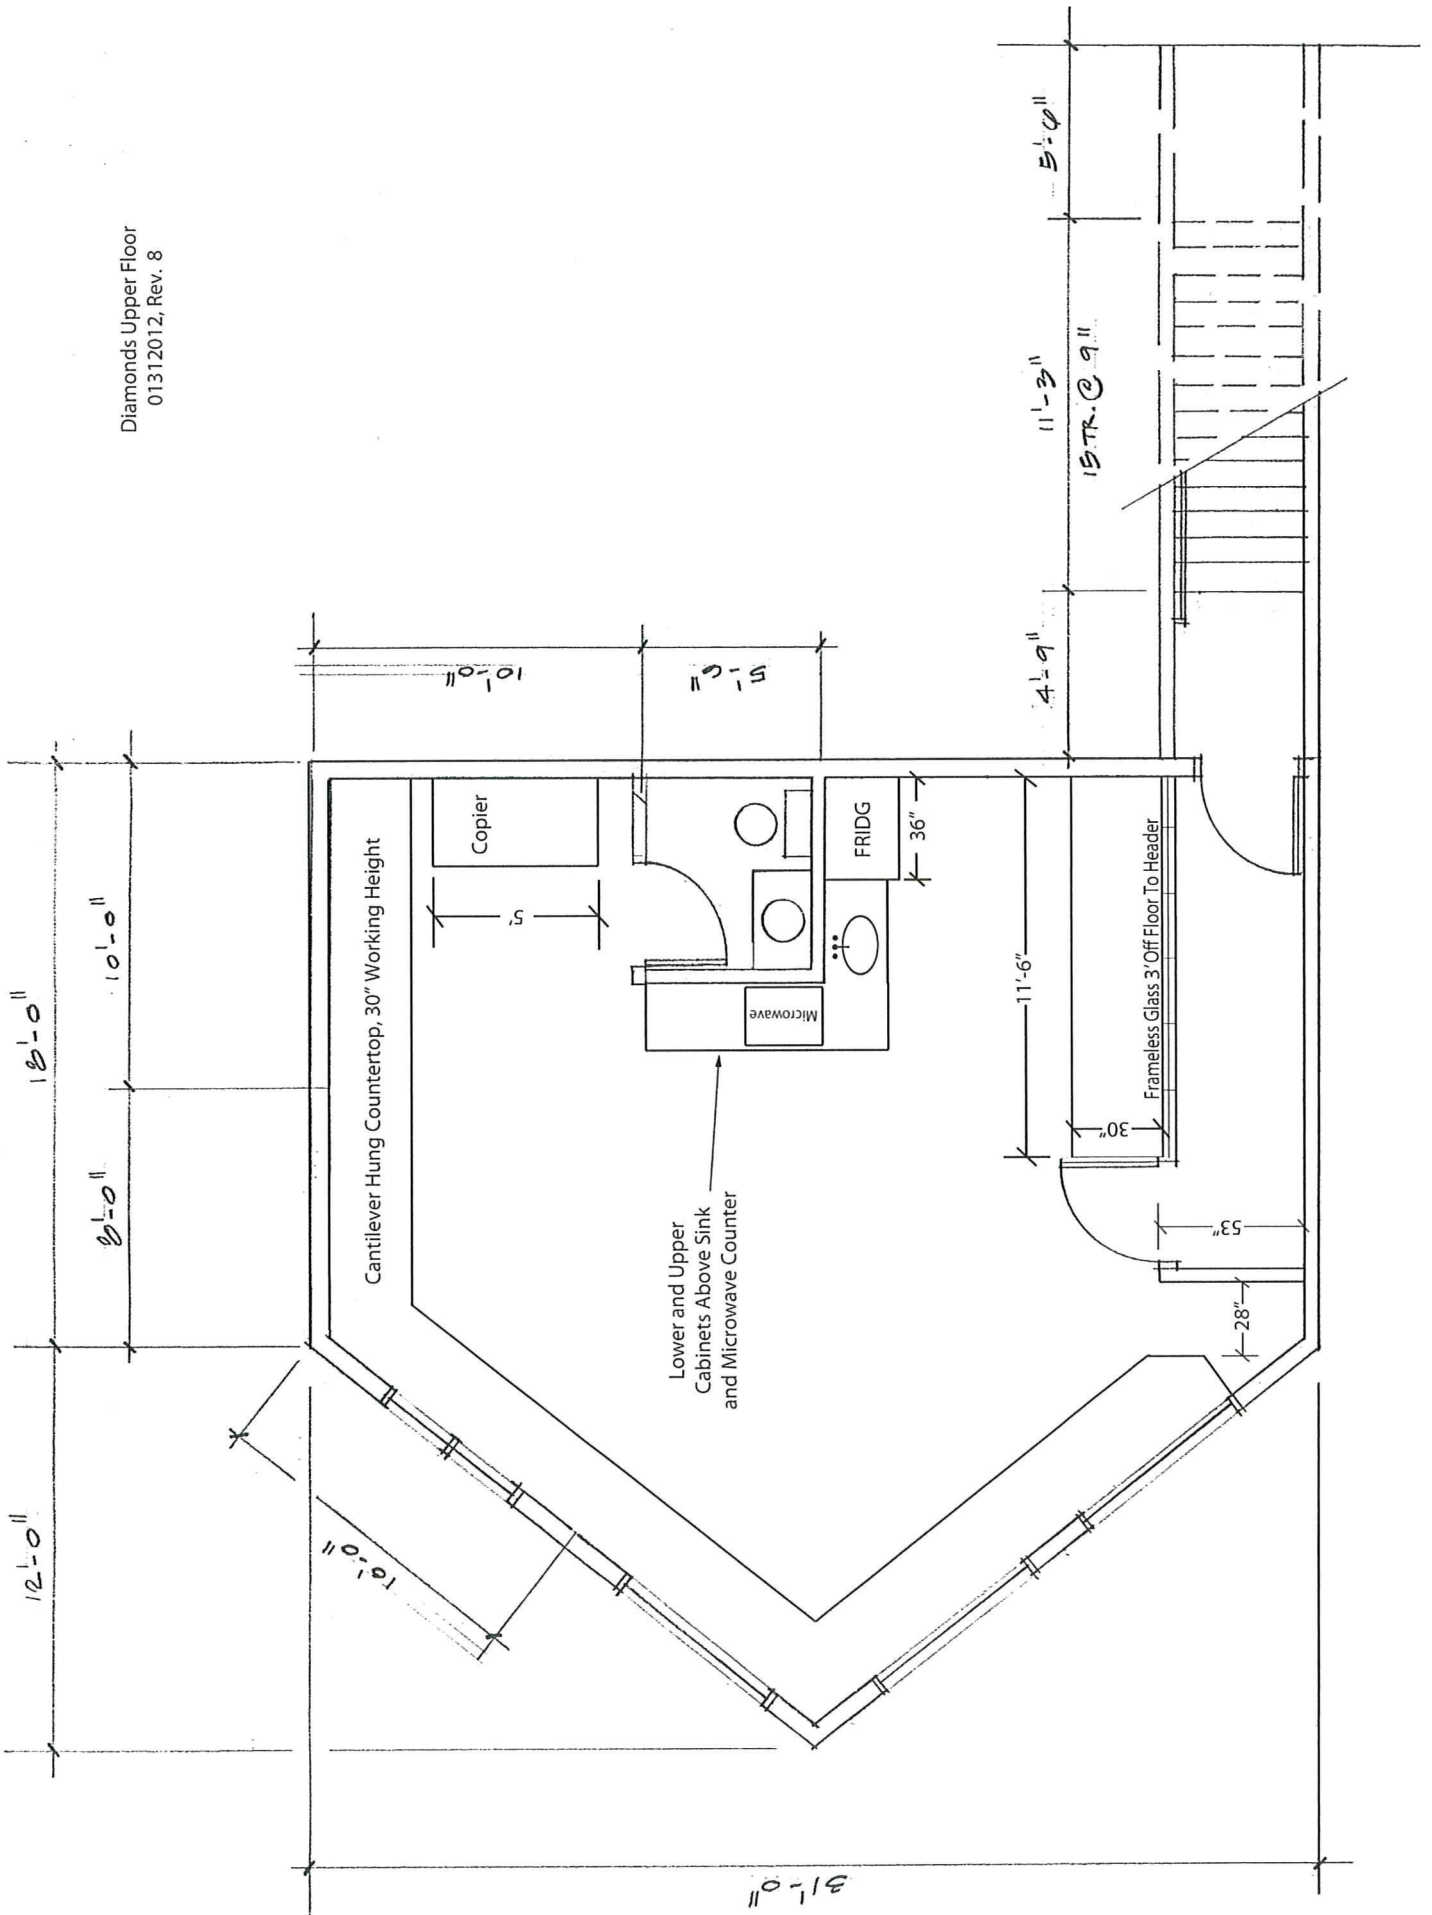 Diamonds Upper Floor
01312012, Rev. 8
12'-0"
18'-0"
8'-0"
10'-0"
10'-0"
31'-0"
Cantilever Hung Countertop, 30" Working Height
Copier
5'
10'-0"
5'-6"
Microwave
FRIDG
36"
Lower and Upper
Cabinets Above Sink
and Microwave Counter
11'-6"
30"
Frameless Glass 3' Off Floor To Header
53"
28"
4'-9"
11'-3"
5'-6"
15 TR. @ 9"